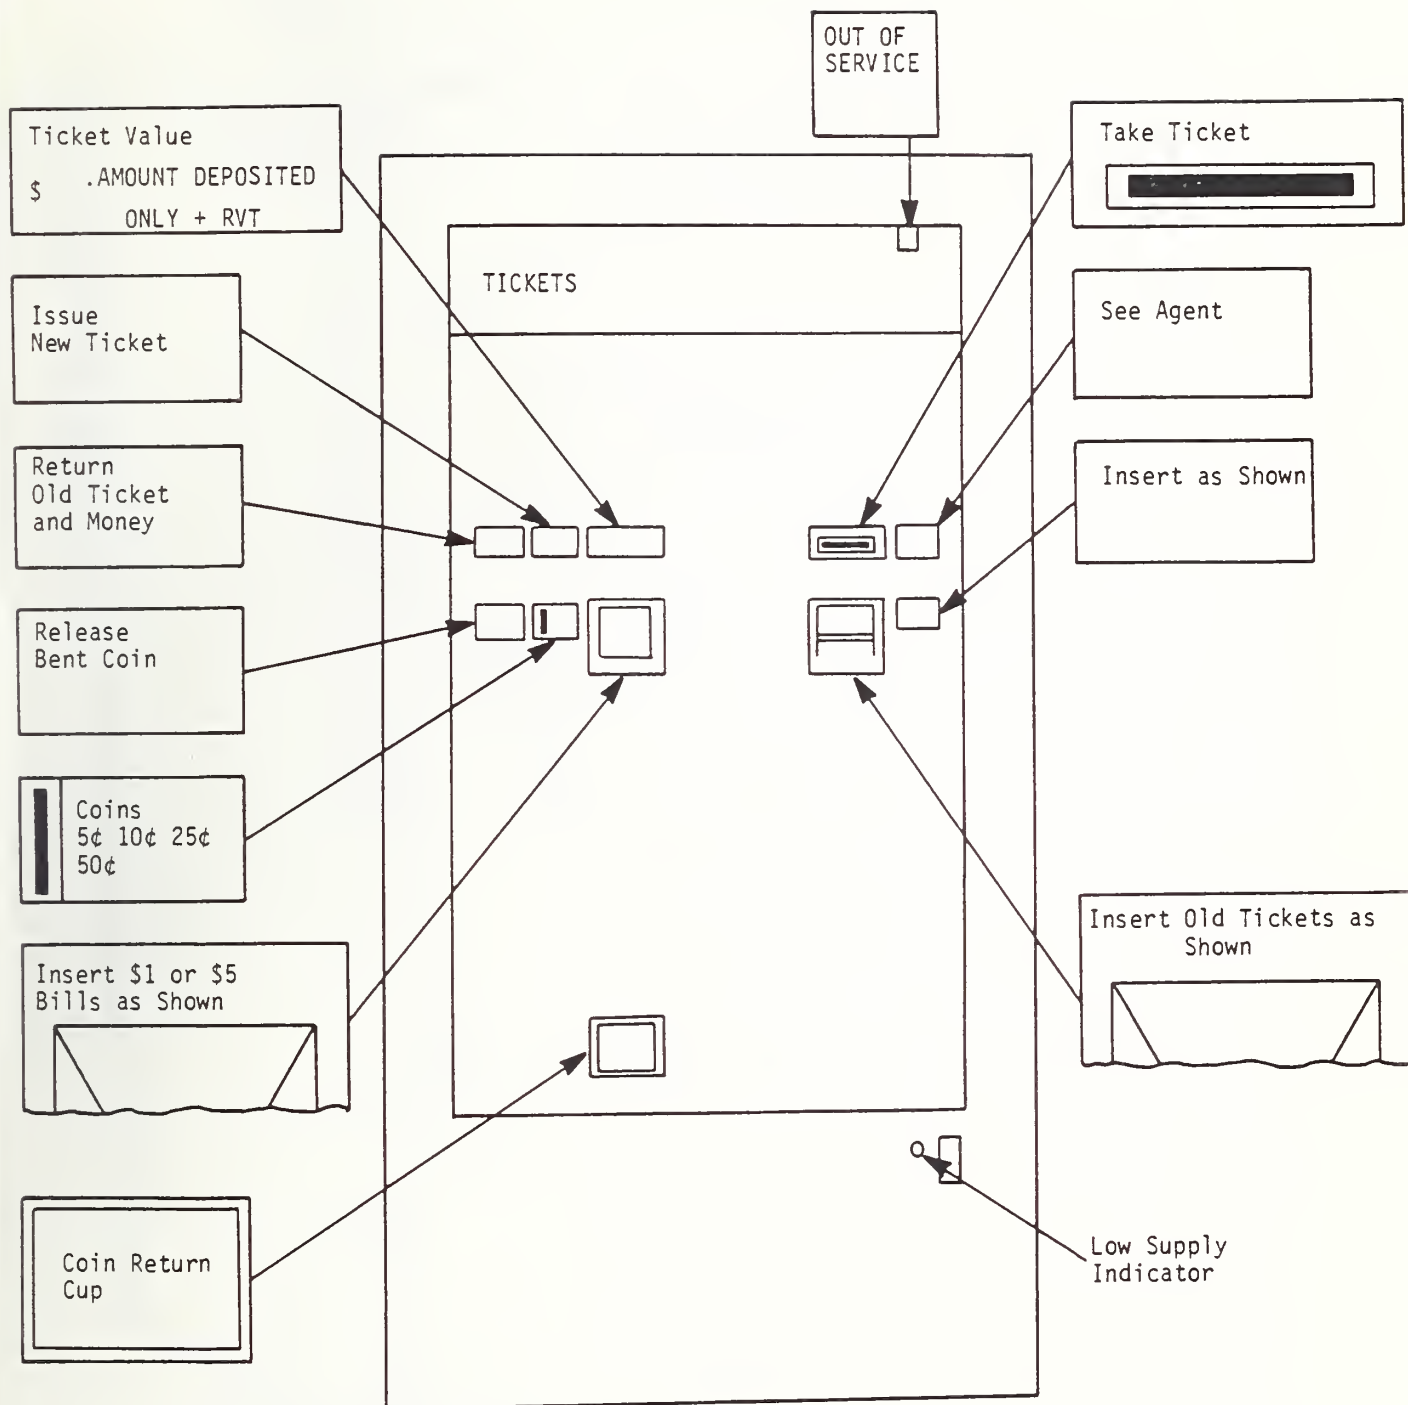 OUT OF
SERVICE
Ticket Value
$ .AMOUNT DEPOSITED
ONLY + RVT
Take Ticket
TICKETS
Issue
New Ticket
See Agent
Return
Old Ticket
and Money
Insert as Shown
Release
Bent Coin
Coins
5¢ 10¢ 25¢
50¢
Insert $1 or $5
Bills as Shown
Insert Old Tickets as
Shown
Coin Return
Cup
Low Supply
Indicator